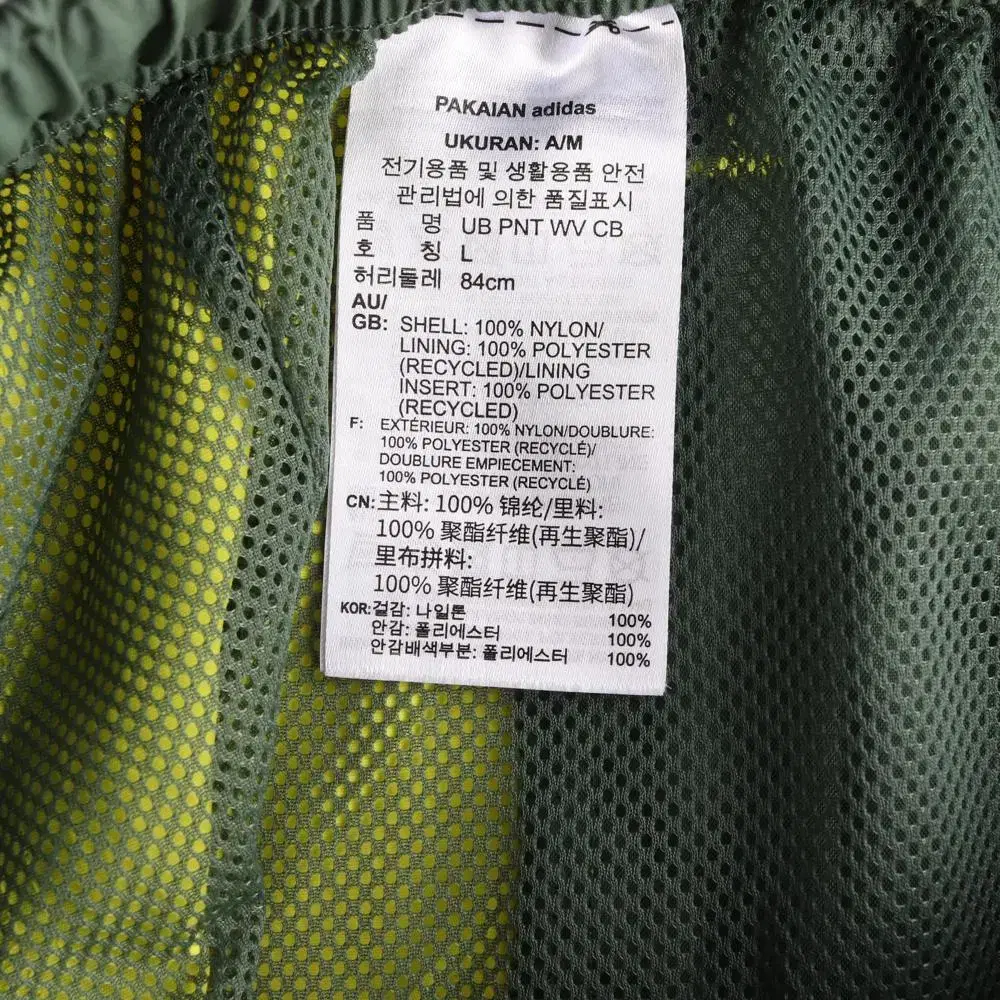 PAKAIAN adidas
UKURAN: A/M
전기용품 및 생활용품 안전
관리법에 의한 품질표시
품 명 UB PNT WV CB
호 칭 L
허리둘레 84cm
AU/
GB: SHELL: 100% NYLON/
LINING: 100% POLYESTER
(RECYCLED)/LINING
INSERT: 100% POLYESTER
(RECYCLED)
F: EXTÉRIEUR: 100% NYLON/DOUBLURE:
100% POLYESTER (RECYCLÉ)/
DOUBLURE EMPIECEMENT:
100% POLYESTER (RECYCLÉ)
CN: 主料: 100% 锦纶/里料:
100% 聚酯纤维(再生聚酯)/
里布拼料:
100% 聚酯纤维(再生聚酯)
KOR: 겉감: 나일론 100%
안감: 폴리에스터 100%
안감배색부분: 폴리에스터 100%